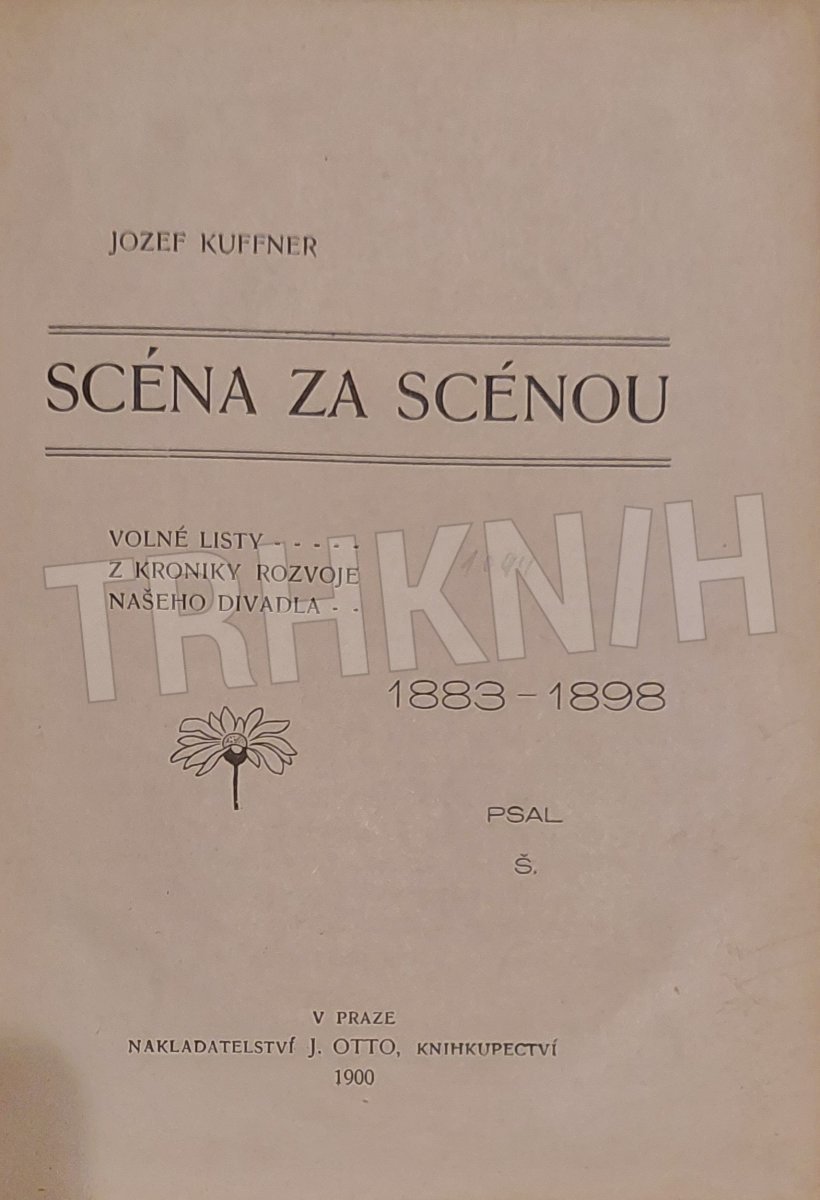 JOZEF KUFFNER
SCÉNA ZA SCÉNOU
VOLNÉ LISTY - - - - -
Z KRONIKY ROZVOJE
NAŠEHO DIVADLA - -
TRHKNIH
1883–1898
PSAL
Š.
V PRAZE
NAKLADATELSTVÍ J. OTTO, KNIHKUPECTVÍ
1900